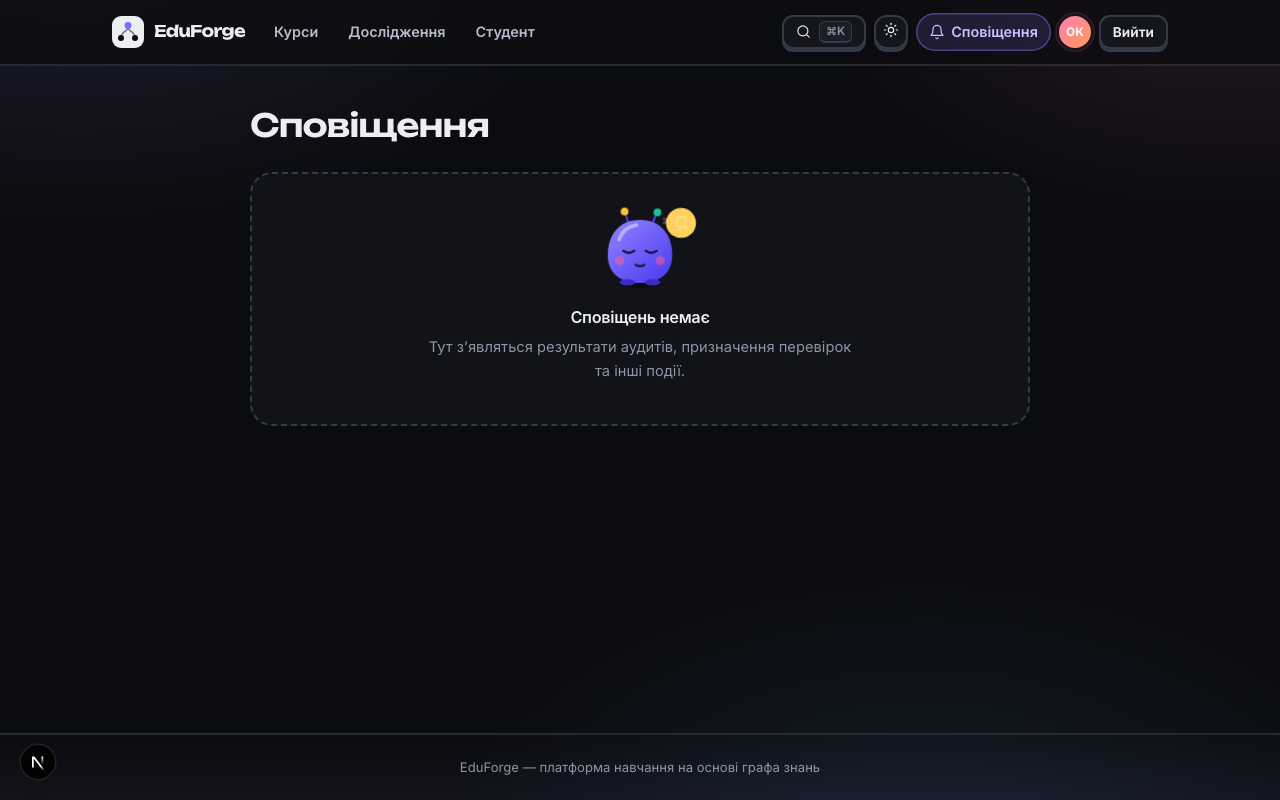 EduForge
Курси
Дослідження
Студент
⌘K
Сповіщення
ОК
Вийти
Сповіщення
Сповіщень немає
Тут з’являться результати аудитів, призначення перевірок
та інші події.
N
EduForge — платформа навчання на основі графа знань